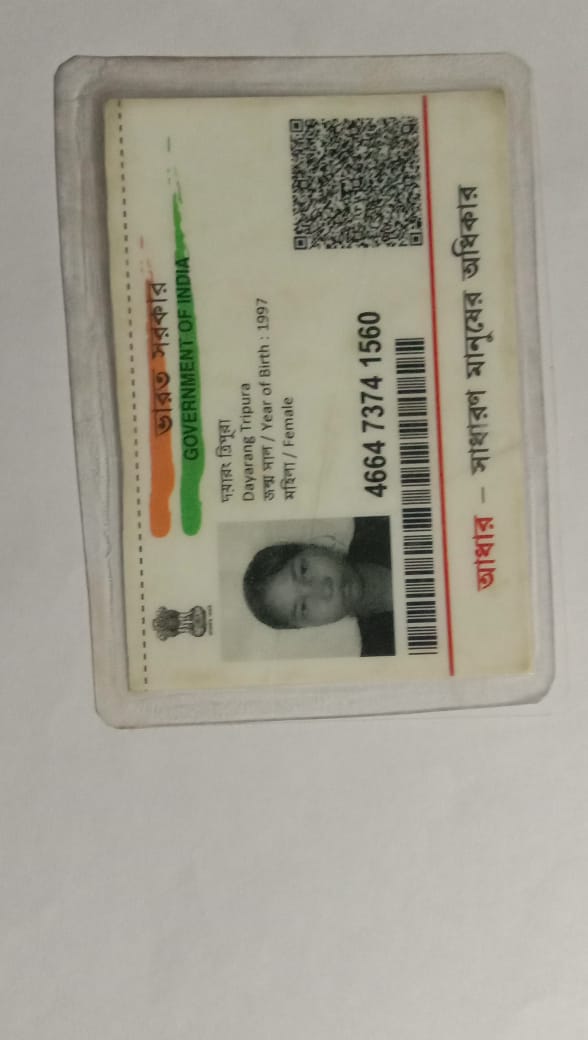 ভারত সরকার
GOVERNMENT OF INDIA
দয়ারং ত্রিপুরা
Dayarang Tripura
জন্ম সাল / Year of Birth : 1997
মহিলা / Female
4664 7374 1560
আধার – সাধারণ মানুষের অধিকার